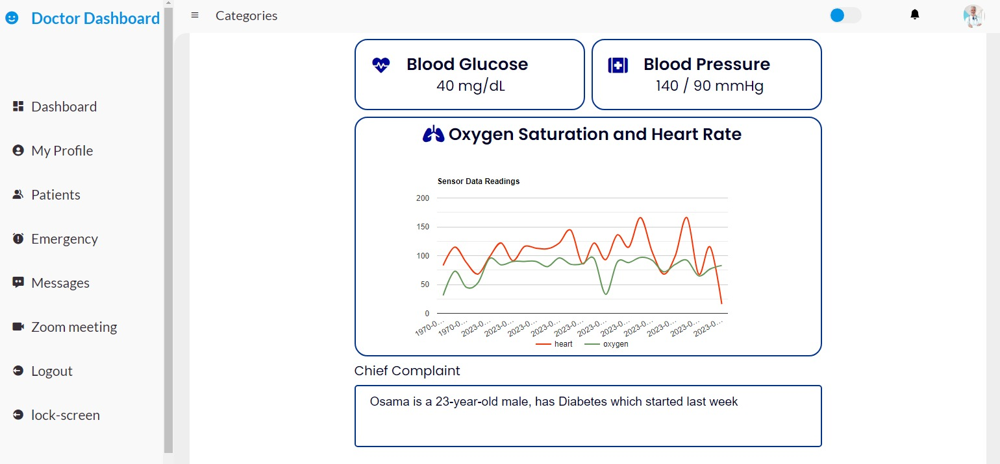 Doctor Dashboard
Categories
Dashboard
My Profile
Patients
Emergency
Messages
Zoom meeting
Logout
lock-screen
Blood Glucose
40 mg/dL
Blood Pressure
140 / 90 mmHg
Oxygen Saturation and Heart Rate
Sensor Data Readings
200
150
100
50
0
1970-0...
1970-0...
2023-0...
2023-0...
2023-0...
2023-0...
2023-0...
2023-0...
2023-0...
2023-0...
2023-0...
2023-0...
2023-0...
heart
oxygen
Chief Complaint
Osama is a 23-year-old male, has Diabetes which started last week